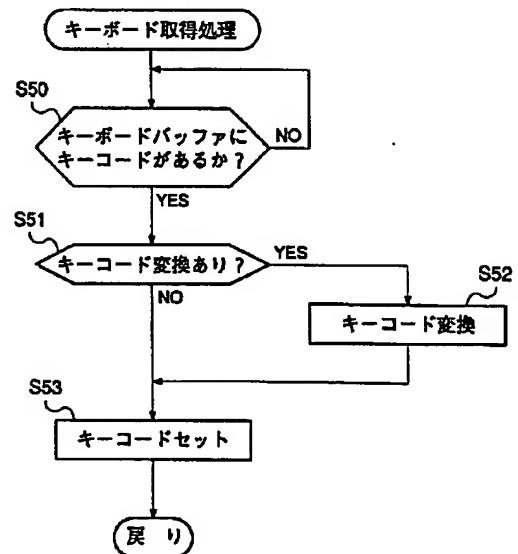 キーボード取得処理
S50
キーボードバッファに
キーコードがあるか？
NO
YES
S51
キーコード変換あり？
YES
NO
S52
キーコード変換
S53
キーコードセット
戻 り